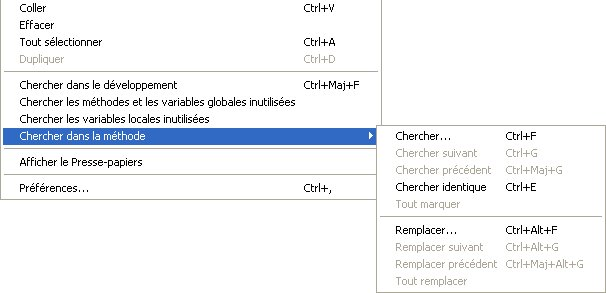 Coller Ctrl+V
Effacer
Tout sélectionner Ctrl+A
Dupliquer Ctrl+D
Chercher dans le développement Ctrl+Maj+F
Chercher les méthodes et les variables globales inutilisées
Chercher les variables locales inutilisées
Chercher dans la méthode
Afficher le Presse-papiers
Préférences... Ctrl+,
Chercher... Ctrl+F
Chercher suivant Ctrl+G
Chercher précédent Ctrl+Maj+G
Chercher identique Ctrl+E
Tout marquer
Remplacer... Ctrl+Alt+F
Remplacer suivant Ctrl+Alt+G
Remplacer précédent Ctrl+Maj+Alt+G
Tout remplacer